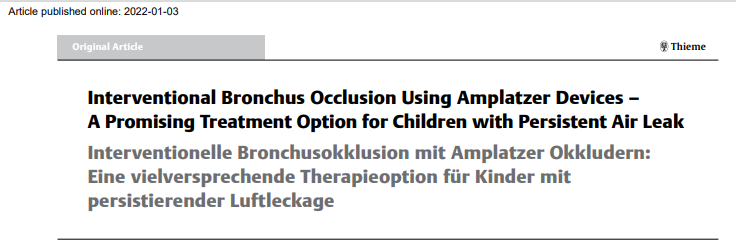 Article published online: 2022-01-03
Original Article
Thieme
Interventional Bronchus Occlusion Using Amplatzer Devices –
A Promising Treatment Option for Children with Persistent Air Leak
Interventionelle Bronchusokklusion mit Amplatzer Okkludern:
Eine vielversprechende Therapieoption für Kinder mit
persistierender Luftleckage